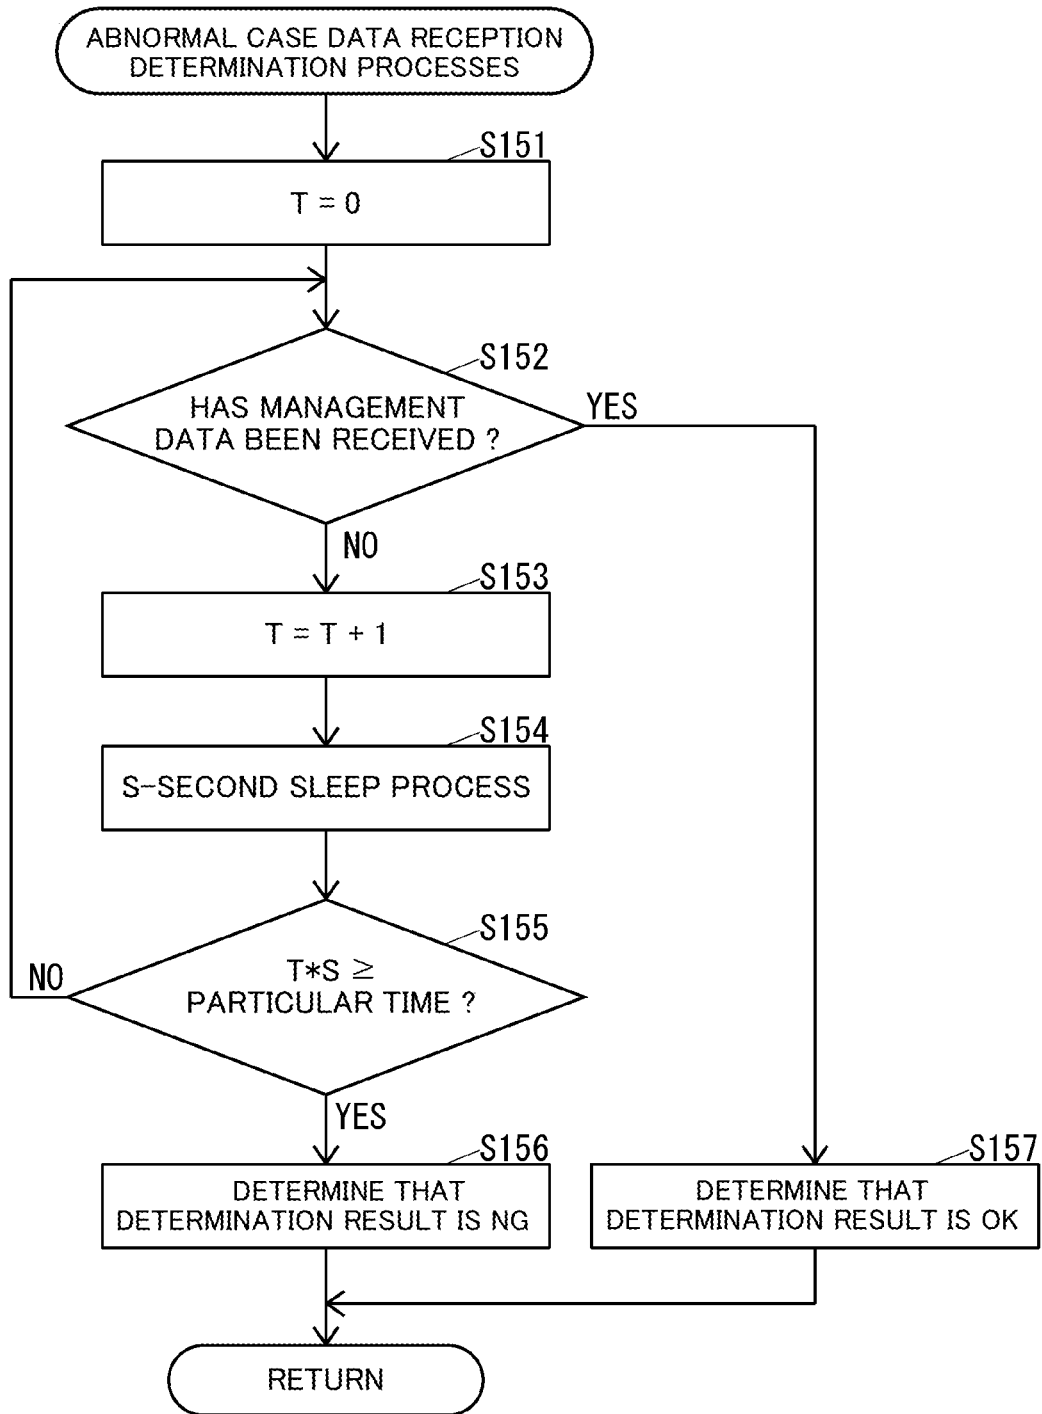 ABNORMAL CASE DATA RECEPTION
DETERMINATION PROCESSES
S151
T = 0
S152
HAS MANAGEMENT
DATA BEEN RECEIVED ?
YES
NO
S153
T = T + 1
S154
S-SECOND SLEEP PROCESS
S155
T*S ≥
PARTICULAR TIME ?
NO
YES
S156
DETERMINE THAT
DETERMINATION RESULT IS NG
S157
DETERMINE THAT
DETERMINATION RESULT IS OK
RETURN